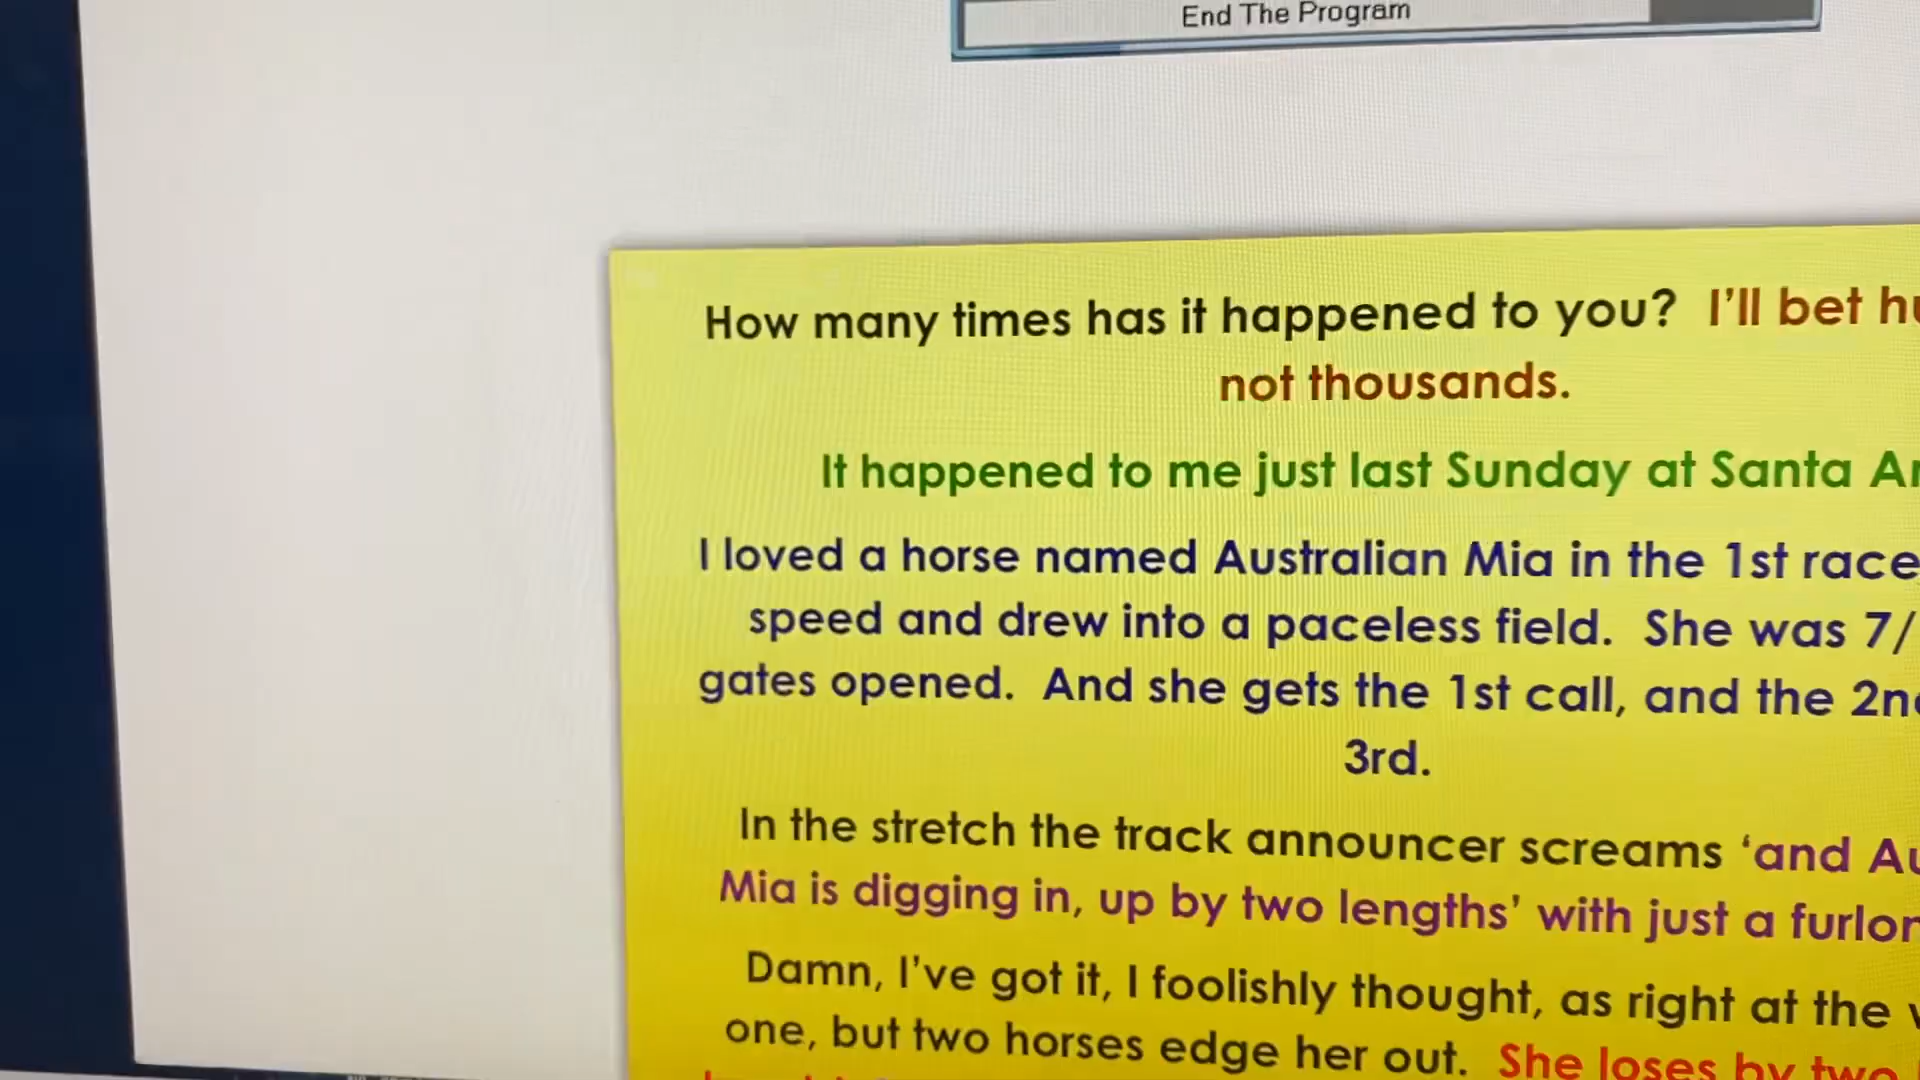 End The Program
How many times has it happened to you? I'll bet
not thousands.
It happened to me just last Sunday at Santa
I loved a horse named Australian Mia in the 1st race
speed and drew into a paceless field. She was 7/
gates opened. And she gets the 1st call, and the
3rd.
In the stretch the track announcer screams ‘and
Mia is digging in, up by two lengths’ with just a
Damn, I've got it, I foolishly thought, as right at the
one, but two horses edge her out. She loses by two